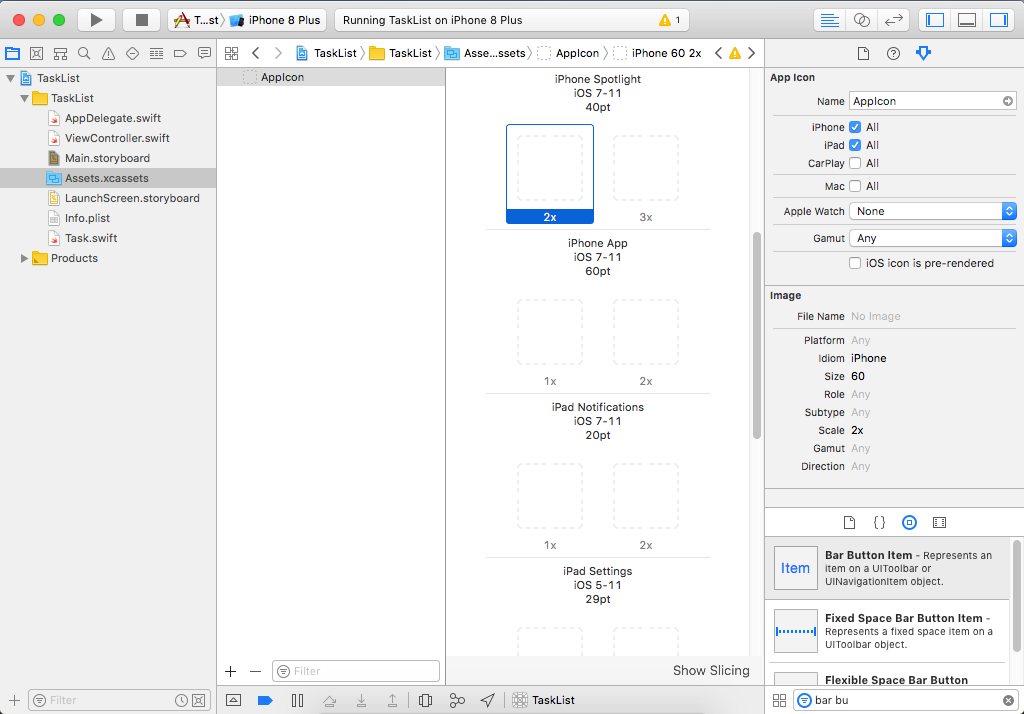 T...st
iPhone 8 Plus
Running TaskList on iPhone 8 Plus
1
TaskList
TaskList
Asse...ssets
AppIcon
iPhone 60 2x
TaskList
TaskList
AppDelegate.swift
ViewController.swift
Main.storyboard
Assets.xcassets
LaunchScreen.storyboard
Info.plist
Task.swift
Products
Filter
AppIcon
Filter
iPhone Spotlight
iOS 7-11
40pt
2x
3x
iPhone App
iOS 7-11
60pt
1x
2x
iPad Notifications
iOS 7-11
20pt
1x
2x
iPad Settings
iOS 5-11
29pt
Show Slicing
TaskList
App Icon
Name AppIcon
iPhone All
iPad All
CarPlay All
Mac All
Apple Watch None
Gamut Any
iOS icon is pre-rendered
Image
File Name No Image
Platform Any
Idiom iPhone
Size 60
Role Any
Subtype Any
Scale 2x
Gamut Any
Direction Any
{}
Item
Bar Button Item - Represents an
item on a UIToolbar or
UINavigationItem object.
Fixed Space Bar Button Item -
Represents a fixed space item on a
UIToolbar object.
Flexible Space Bar Button
bar bu